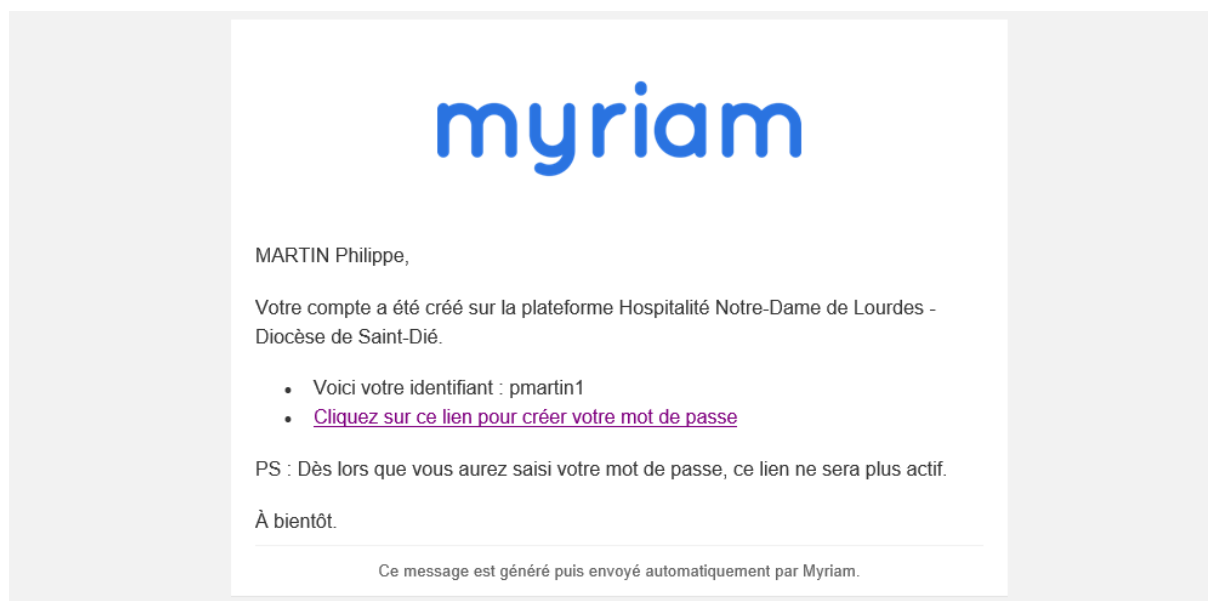 myriam
MARTIN Philippe,
Votre compte a été créé sur la plateforme Hospitalité Notre-Dame de Lourdes -
Diocèse de Saint-Dié.
• Voici votre identifiant : pmartin1
• Cliquez sur ce lien pour créer votre mot de passe
PS : Dès lors que vous aurez saisi votre mot de passe, ce lien ne sera plus actif.
À bientôt.
Ce message est généré puis envoyé automatiquement par Myriam.